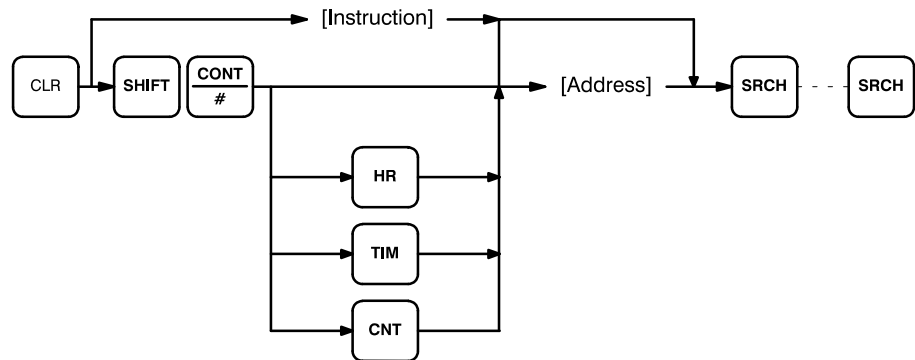 [Instruction]
CLR SHIFT CONT [Address] SRCH SRCH
#
HR
TIM
CNT